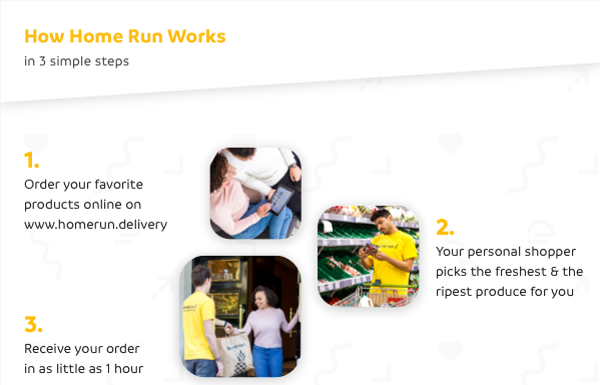 How Home Run Works
in 3 simple steps
1.
Order your favorite
products online on
www.homerun.delivery
2.
Your personal shopper
picks the freshest & the
ripest produce for you
3.
Receive your order
in as little as 1 hour